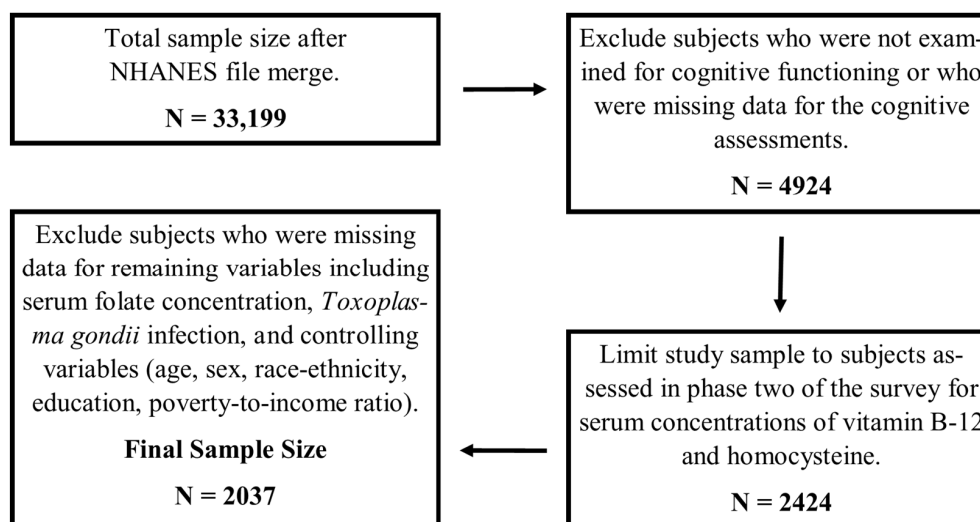 Total sample size after
NHANES file merge.
N = 33,199
Exclude subjects who were not exam-
ined for cognitive functioning or who
were missing data for the cognitive
assessments.
N = 4924
Limit study sample to subjects as-
sessed in phase two of the survey for
serum concentrations of vitamin B-12
and homocysteine.
N = 2424
Exclude subjects who were missing
data for remaining variables including
serum folate concentration, Toxoplas-
ma gondii infection, and controlling
variables (age, sex, race-ethnicity,
education, poverty-to-income ratio).
Final Sample Size
N = 2037